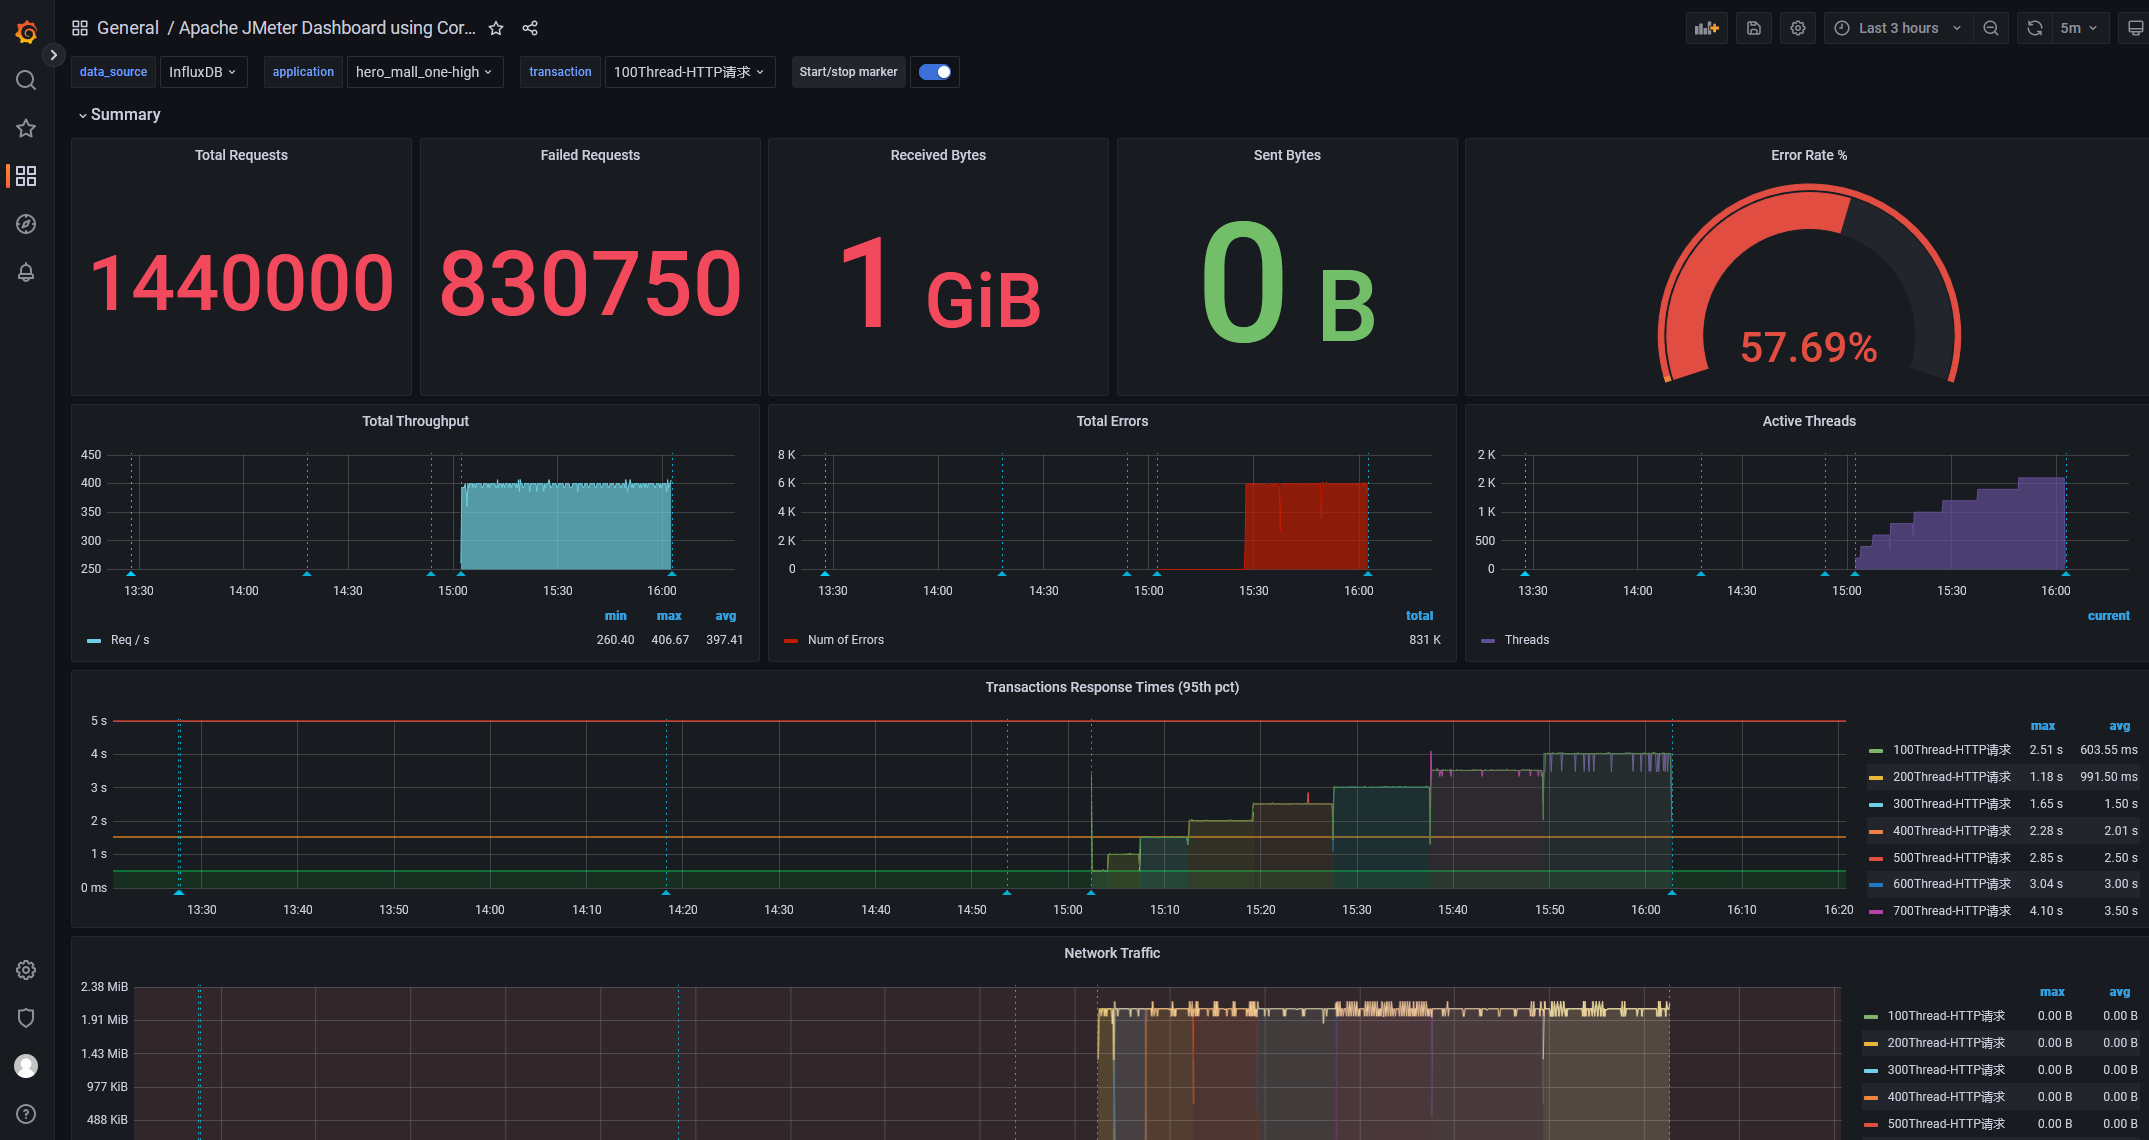 General / Apache JMeter Dashboard using Cor...
Last 3 hours
5m
data_source InfluxDB application hero_mall_one-high transaction 100Thread-HTTP请求 Start/stop marker
Summary
Total Requests
1440000
Failed Requests
830750
Received Bytes
1 GiB
Sent Bytes
0 B
Error Rate %
57.69%
Total Throughput
450
400
350
300
250
13:30 14:00 14:30 15:00 15:30 16:00
min max avg
Req / s 260.40 406.67 397.41
Total Errors
8 K
6 K
4 K
2 K
0
13:30 14:00 14:30 15:00 15:30 16:00
total
Num of Errors 831 K
Active Threads
2 K
2 K
1 K
500
0
13:30 14:00 14:30 15:00 15:30 16:00
current
Threads
Transactions Response Times (95th pct)
5 s
4 s
3 s
2 s
1 s
0 ms
13:30 13:40 13:50 14:00 14:10 14:20 14:30 14:40 14:50 15:00 15:10 15:20 15:30 15:40 15:50 16:00 16:10 16:20
max avg
100Thread-HTTP请求 2.51 s 603.55 ms
200Thread-HTTP请求 1.18 s 991.50 ms
300Thread-HTTP请求 1.65 s 1.50 s
400Thread-HTTP请求 2.28 s 2.01 s
500Thread-HTTP请求 2.85 s 2.50 s
600Thread-HTTP请求 3.04 s 3.00 s
700Thread-HTTP请求 4.10 s 3.50 s
Network Traffic
2.38 MiB
1.91 MiB
1.43 MiB
977 KiB
488 KiB
max avg
100Thread-HTTP请求 0.00 B 0.00 B
200Thread-HTTP请求 0.00 B 0.00 B
300Thread-HTTP请求 0.00 B 0.00 B
400Thread-HTTP请求 0.00 B 0.00 B
500Thread-HTTP请求 0.00 B 0.00 B